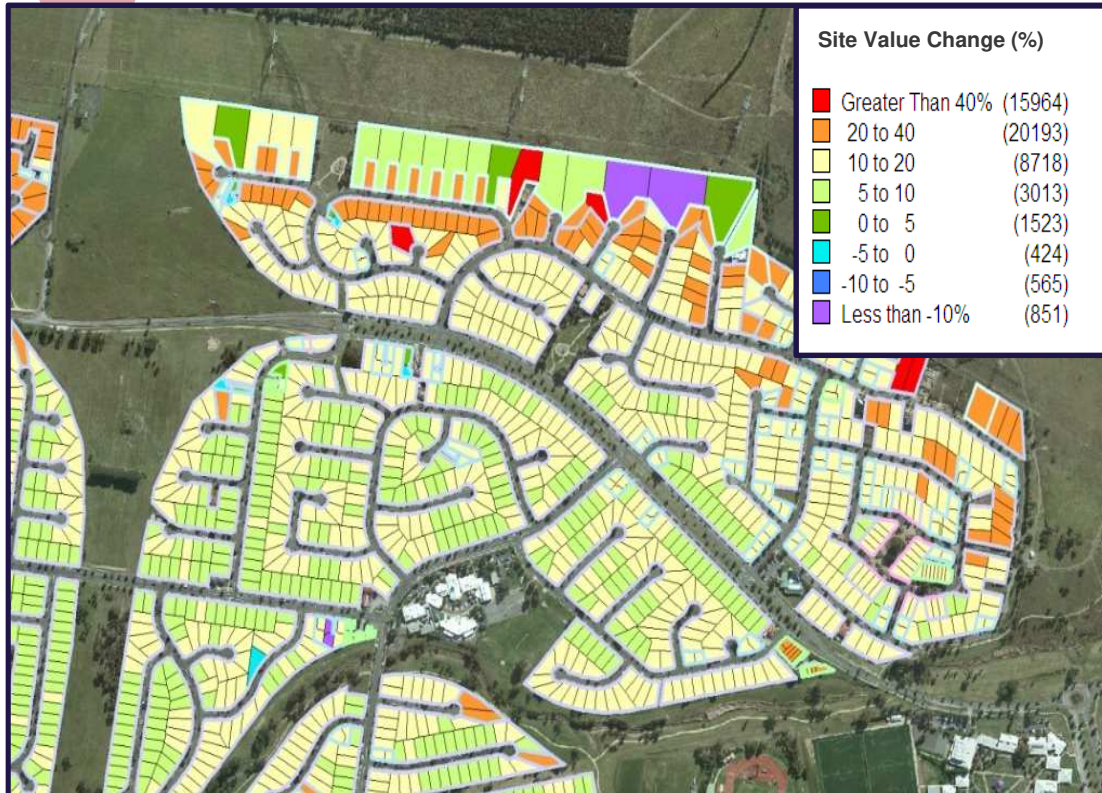 Site Value Change (%)
Greater Than 40% (15964)
20 to 40 (20193)
10 to 20 (8718)
5 to 10 (3013)
0 to 5 (1523)
-5 to 0 (424)
-10 to -5 (565)
Less than -10% (851)